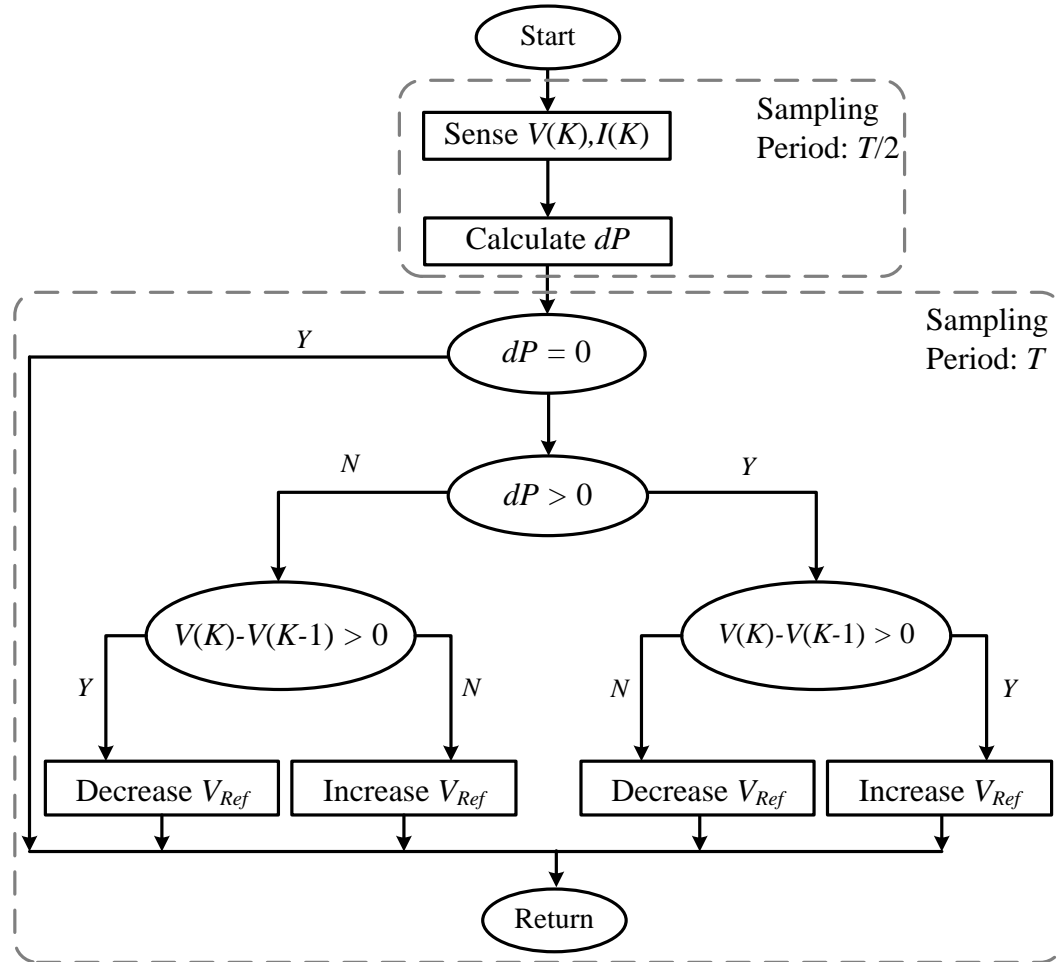 Start
Sampling
Period: T/2
Sense V(K),I(K)
Calculate dP
Sampling
Period: T
Y
dP = 0
N
Y
dP > 0
V(K)-V(K-1) > 0
V(K)-V(K-1) > 0
Y
N
N
Y
Decrease VRef
Increase VRef
Decrease VRef
Increase VRef
Return